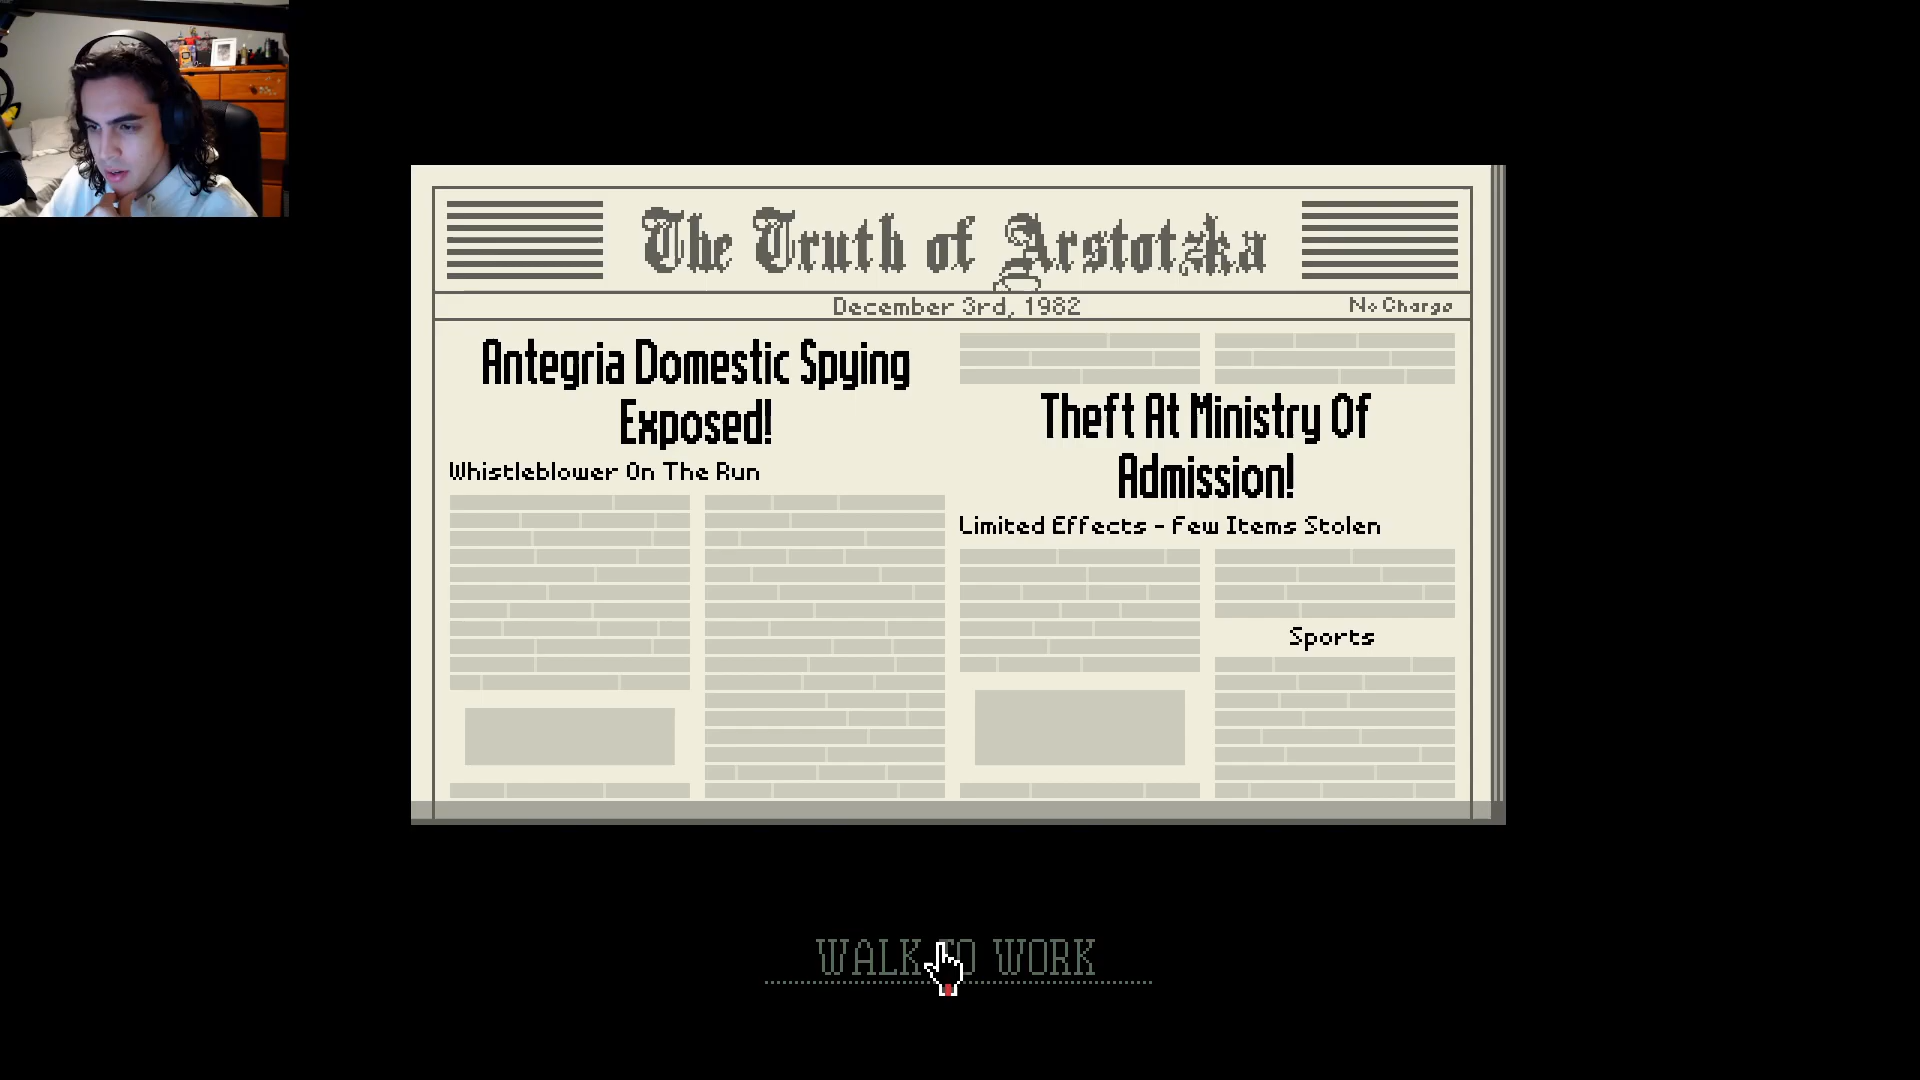 The Truth of Arstotzka
December 3rd, 1982
No Charge
Antegria Domestic Spying
Exposed!
Whistleblower On The Run
Theft At Ministry Of
Admission!
Limited Effects - Few Items Stolen
Sports
WALK TO WORK